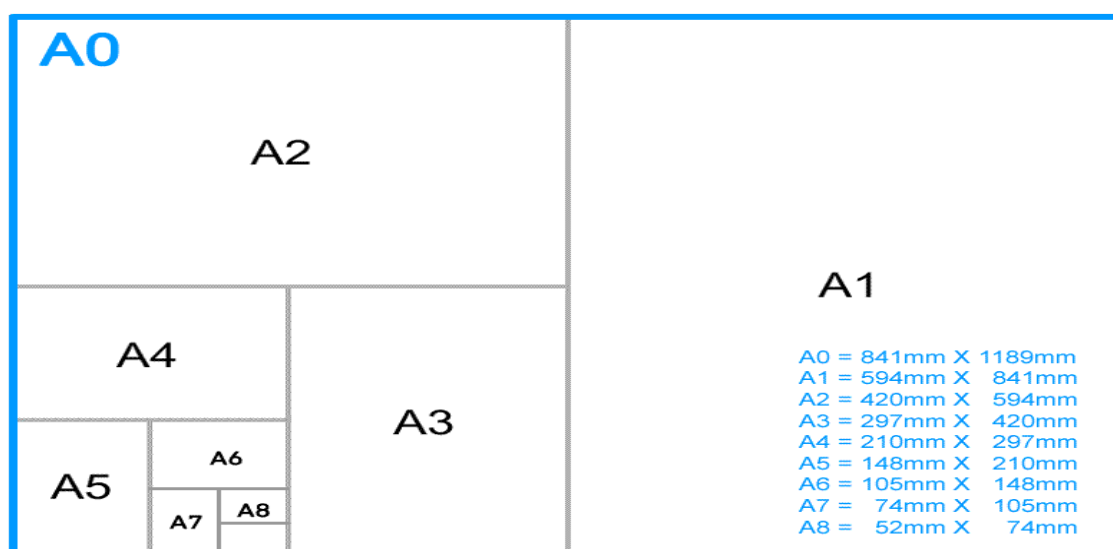 A0
A2
A1
A4
A3
A6
A5
A8
A7
A0 = 841mm X 1189mm
A1 = 594mm X 841mm
A2 = 420mm X 594mm
A3 = 297mm X 420mm
A4 = 210mm X 297mm
A5 = 148mm X 210mm
A6 = 105mm X 148mm
A7 = 74mm X 105mm
A8 = 52mm X 74mm